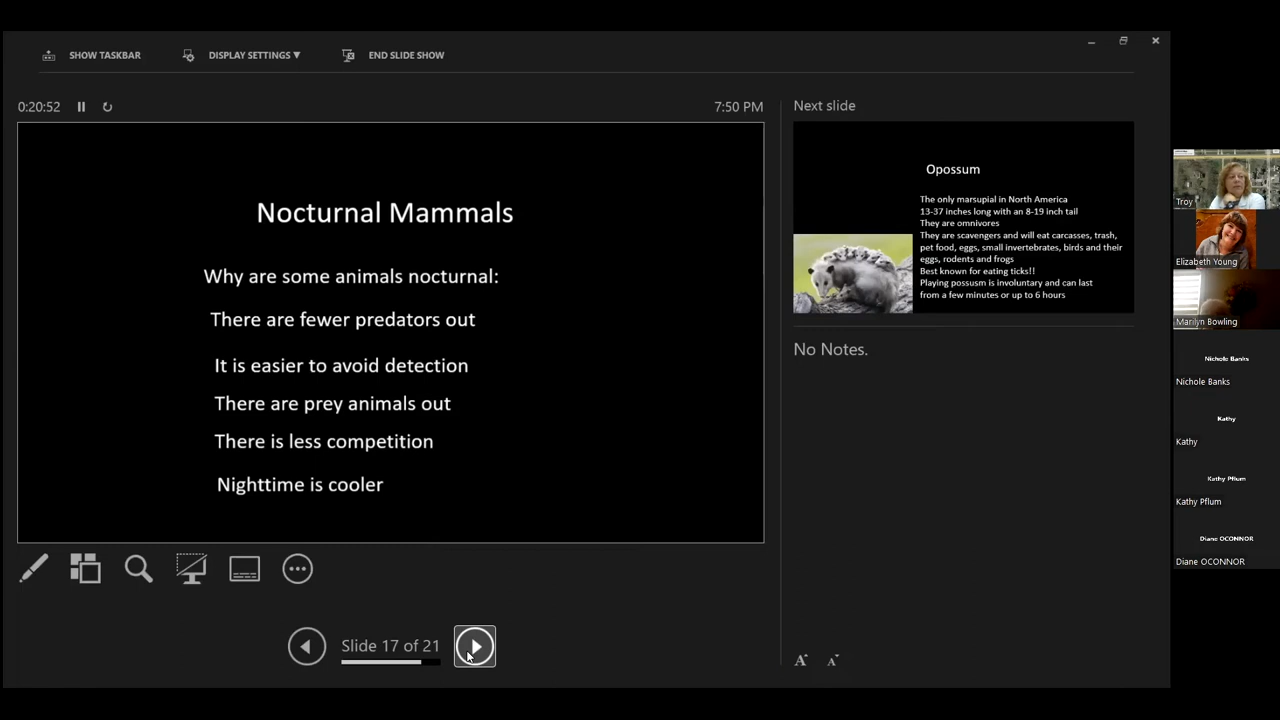 SHOW TASKBAR
DISPLAY SETTINGS ▼
END SLIDE SHOW
0:20:52
7:50 PM
Nocturnal Mammals
Why are some animals nocturnal:
There are fewer predators out
It is easier to avoid detection
There are prey animals out
There is less competition
Nighttime is cooler
Slide 17 of 21
Next slide
Opossum
The only marsupial in North America
13-37 inches long with an 8-19 inch tail
They are omnivores
They are scavengers and will eat carcasses, trash,
pet food, eggs, small invertebrates, birds and their
eggs, rodents and frogs
Best known for eating ticks!!
Playing possusm is involuntary and can last
from a few minutes or up to 6 hours
No Notes.
A A
Troy
Elizabeth Young
Marilyn Bowling
Nichole Banks
Nichole Banks
Kathy
Kathy
Kathy Pflum
Kathy Pflum
Diane OCONNOR
Diane OCONNOR